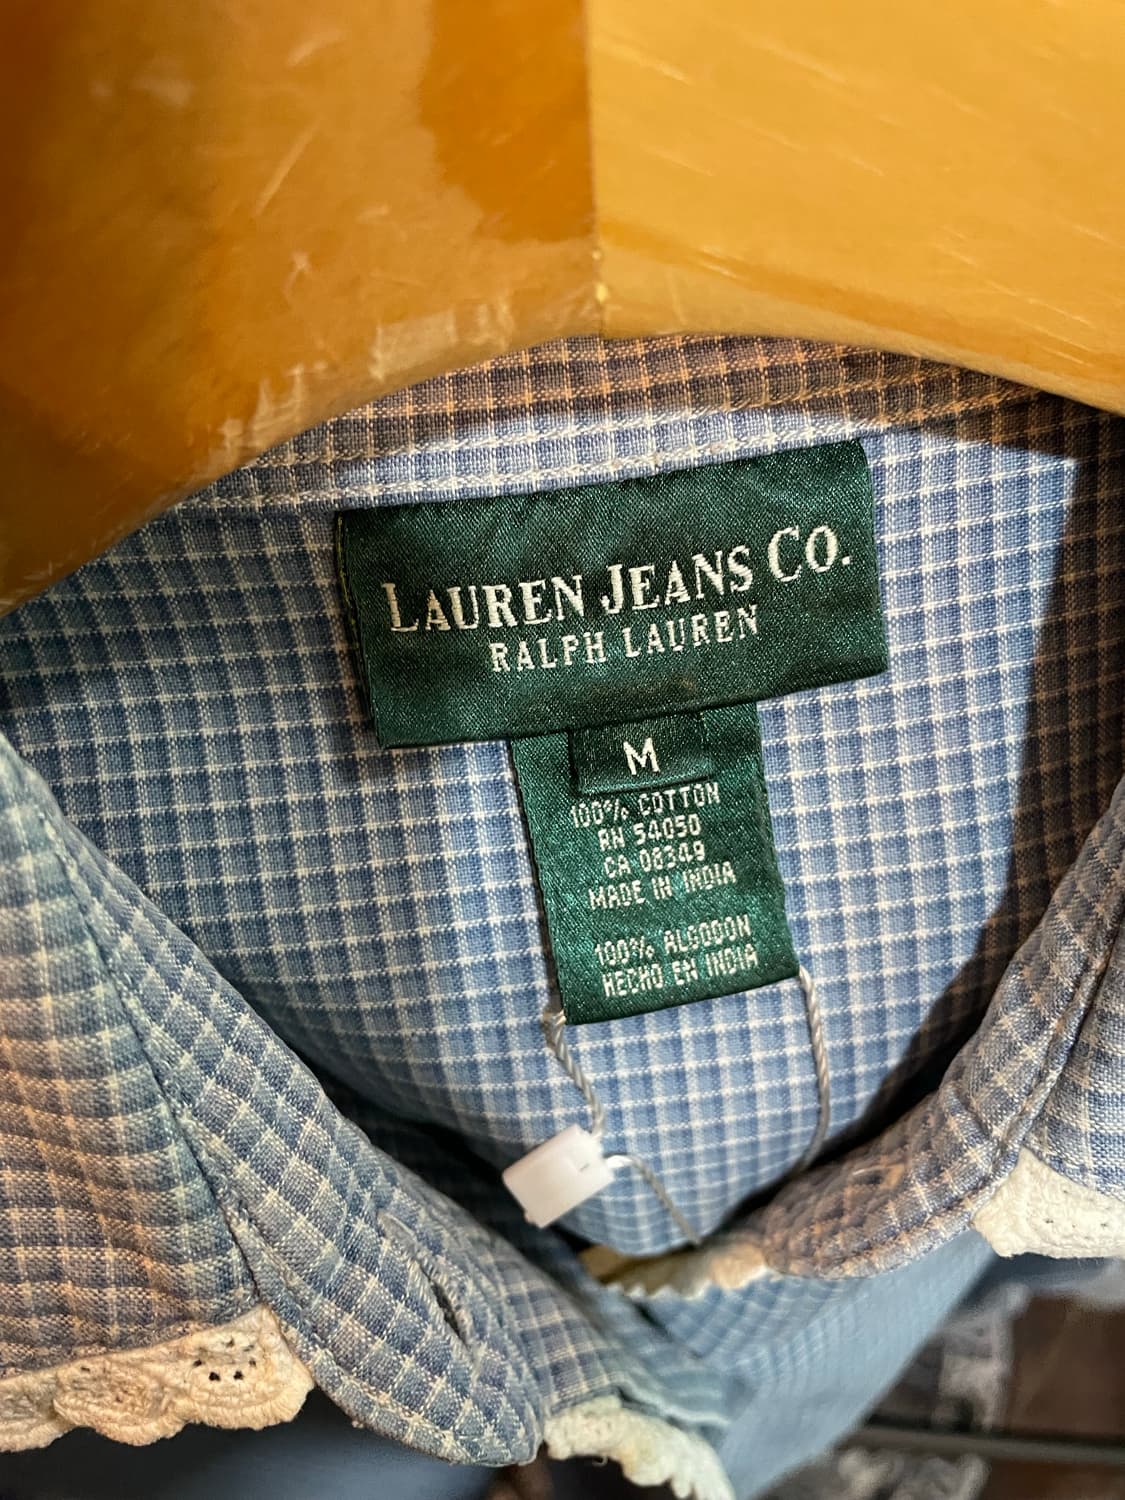 LAUREN JEANS CO.
RALPH LAUREN
M
100% COTTON
RN 54050
CA 08349
MADE IN INDIA
100% ALGODON
HECHO EN INDIA